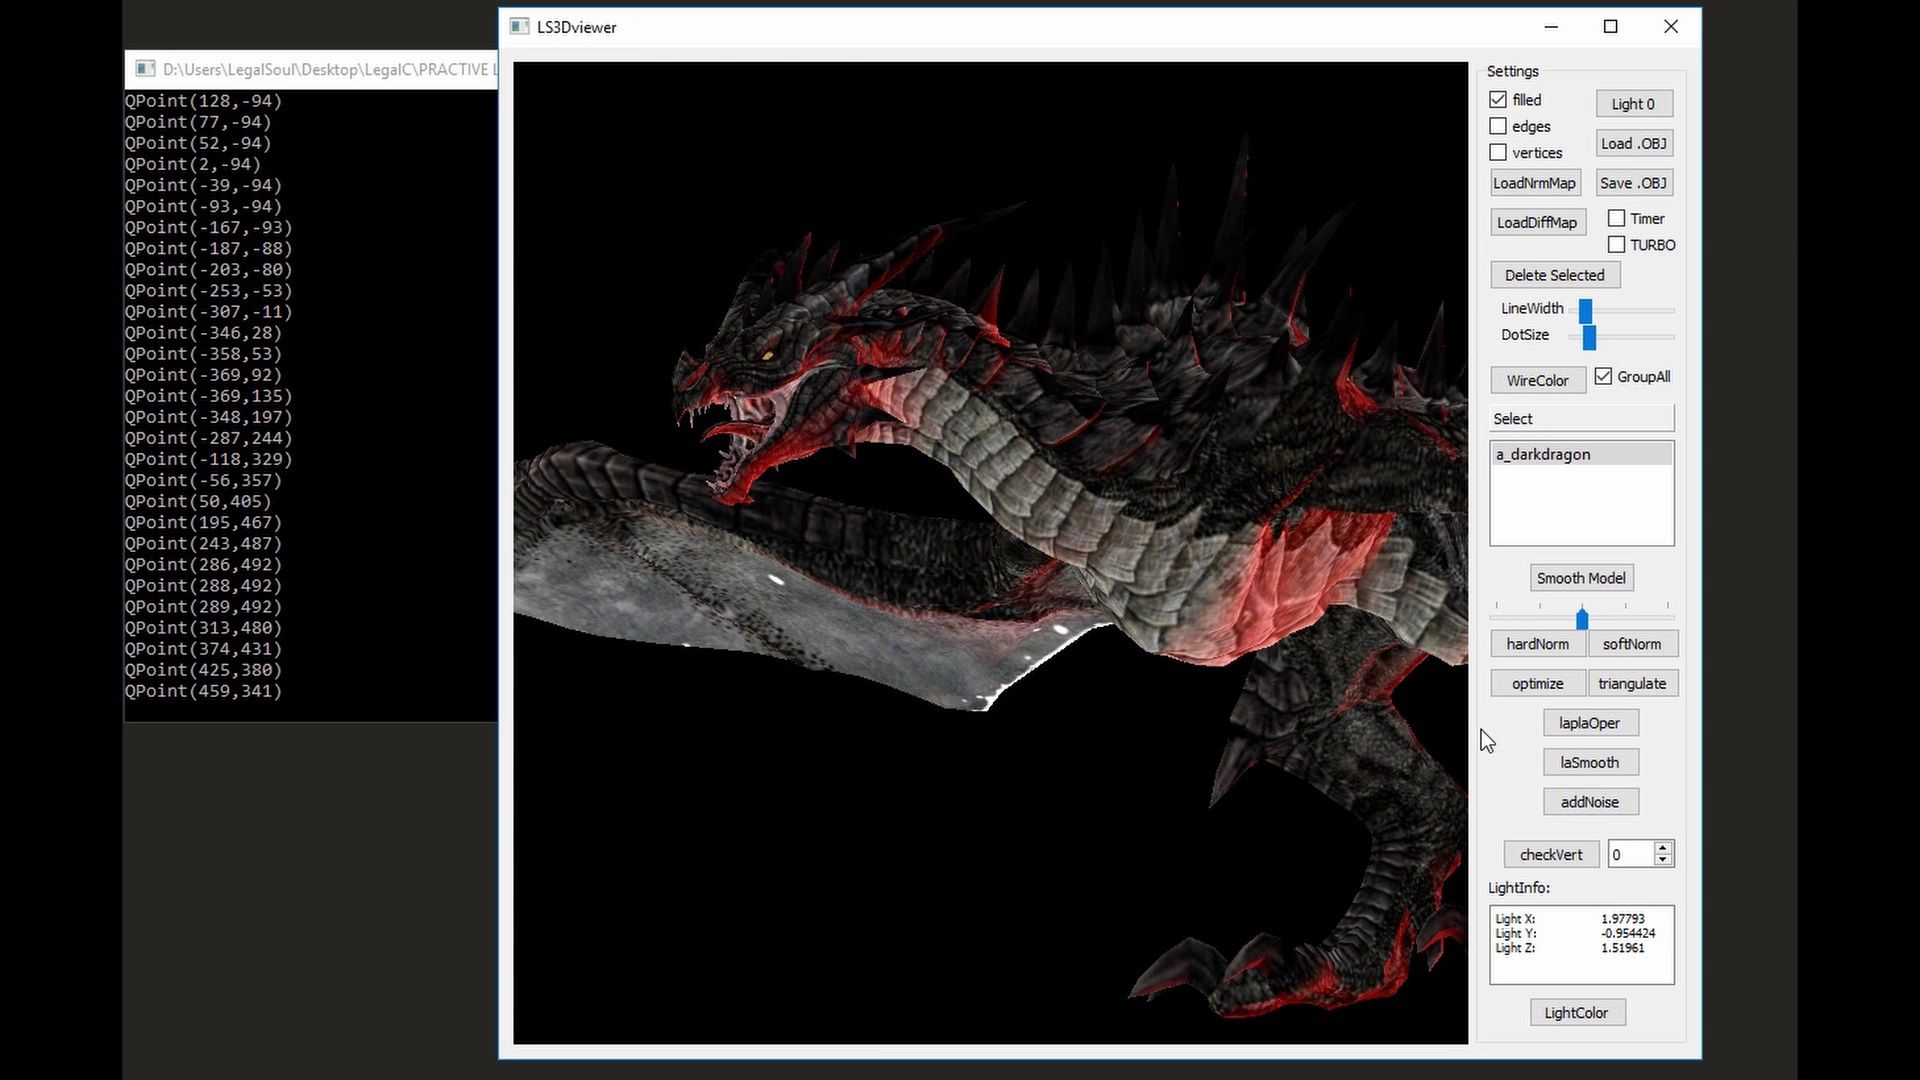 D:\Users\LegalSoul\Desktop\LegalC\PRACTIVE L
QPoint(128,-94)
QPoint(77,-94)
QPoint(52,-94)
QPoint(2,-94)
QPoint(-39,-94)
QPoint(-93,-94)
QPoint(-167,-93)
QPoint(-187,-88)
QPoint(-203,-80)
QPoint(-253,-53)
QPoint(-307,-11)
QPoint(-346,28)
QPoint(-358,53)
QPoint(-369,92)
QPoint(-369,135)
QPoint(-348,197)
QPoint(-287,244)
QPoint(-118,329)
QPoint(-56,357)
QPoint(50,405)
QPoint(195,467)
QPoint(243,487)
QPoint(286,492)
QPoint(288,492)
QPoint(289,492)
QPoint(313,480)
QPoint(374,431)
QPoint(425,380)
QPoint(459,341)
LS3Dviewer
Settings
filled
Light 0
edges
Load .OBJ
vertices
LoadNrmMap
Save .OBJ
LoadDiffMap
Timer
TURBO
Delete Selected
LineWidth
DotSize
WireColor
GroupAll
Select
a_darkdragon
Smooth Model
hardNorm
softNorm
optimize
triangulate
laplaOper
laSmooth
addNoise
checkVert
0
LightInfo:
Light X: 1.97793
Light Y: -0.954424
Light Z: 1.51961
LightColor